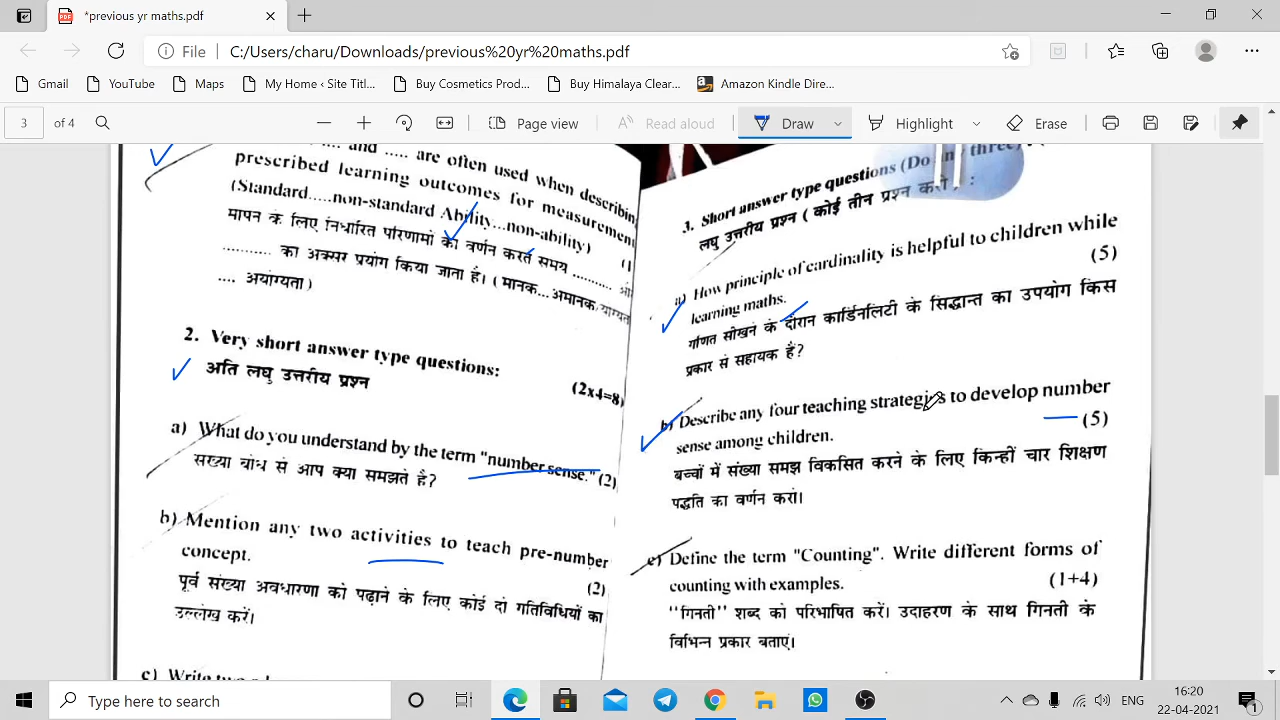 *previous yr maths.pdf
File
C:/Users/charu/Downloads/previous%20yr%20maths.pdf
Gmail
YouTube
Maps
Home ‹ Site Titl...
Buy Cosmetics Prod...
Buy Himalaya Clear...
Amazon Kindle Dire...
3 of 4
Page view
Read aloud
Draw
Highlight
Erase
..... and ..... are often used when describin
prescribed learning outcomes for measurement
(Standard.....non-standard Ability...non-ability)
मापन के लिए निर्धारित परिणामों का वर्णन करते समय .........
.......... का अक्सर प्रयोग किया जाता है। ( मानक... अमानक
.... अयोग्यता )
2. Very short answer type questions:
अति लघु उत्तरीय प्रश्न
(2x4=8)
a) What do you understand by the term "number sense." (2)
संख्या बोध से आप क्या समझते है?
b) Mention any two activities to teach pre-number
concept.
(2)
पूर्व संख्या अवधारणा को पढ़ाने के लिए कोई दो गतिविधियों का
उल्लेख करें।
3. Short answer type questions (Do three)
लघु उत्तरीय प्रश्न ( कोई तीन प्रश्न करो ) :
a) How principle of cardinality is helpful to children while
learning maths.
(5)
गणित सीखने के दौरान कार्डिनलिटी के सिद्धान्त का उपयोग किस
प्रकार से सहायक है?
b) Describe any four teaching strategies to develop number
sense among children.
(5)
बच्चों में संख्या समझ विकसित करने के लिए किन्हीं चार शिक्षण
पद्धति का वर्णन करो।
c) Define the term "Counting". Write different forms of
counting with examples.
(1+4)
''गिनती'' शब्द को परिभाषित करें। उदाहरण के साथ गिनती के
विभिन्न प्रकार बताएं।
Type here to search
ENG
16:20
22-04-2021